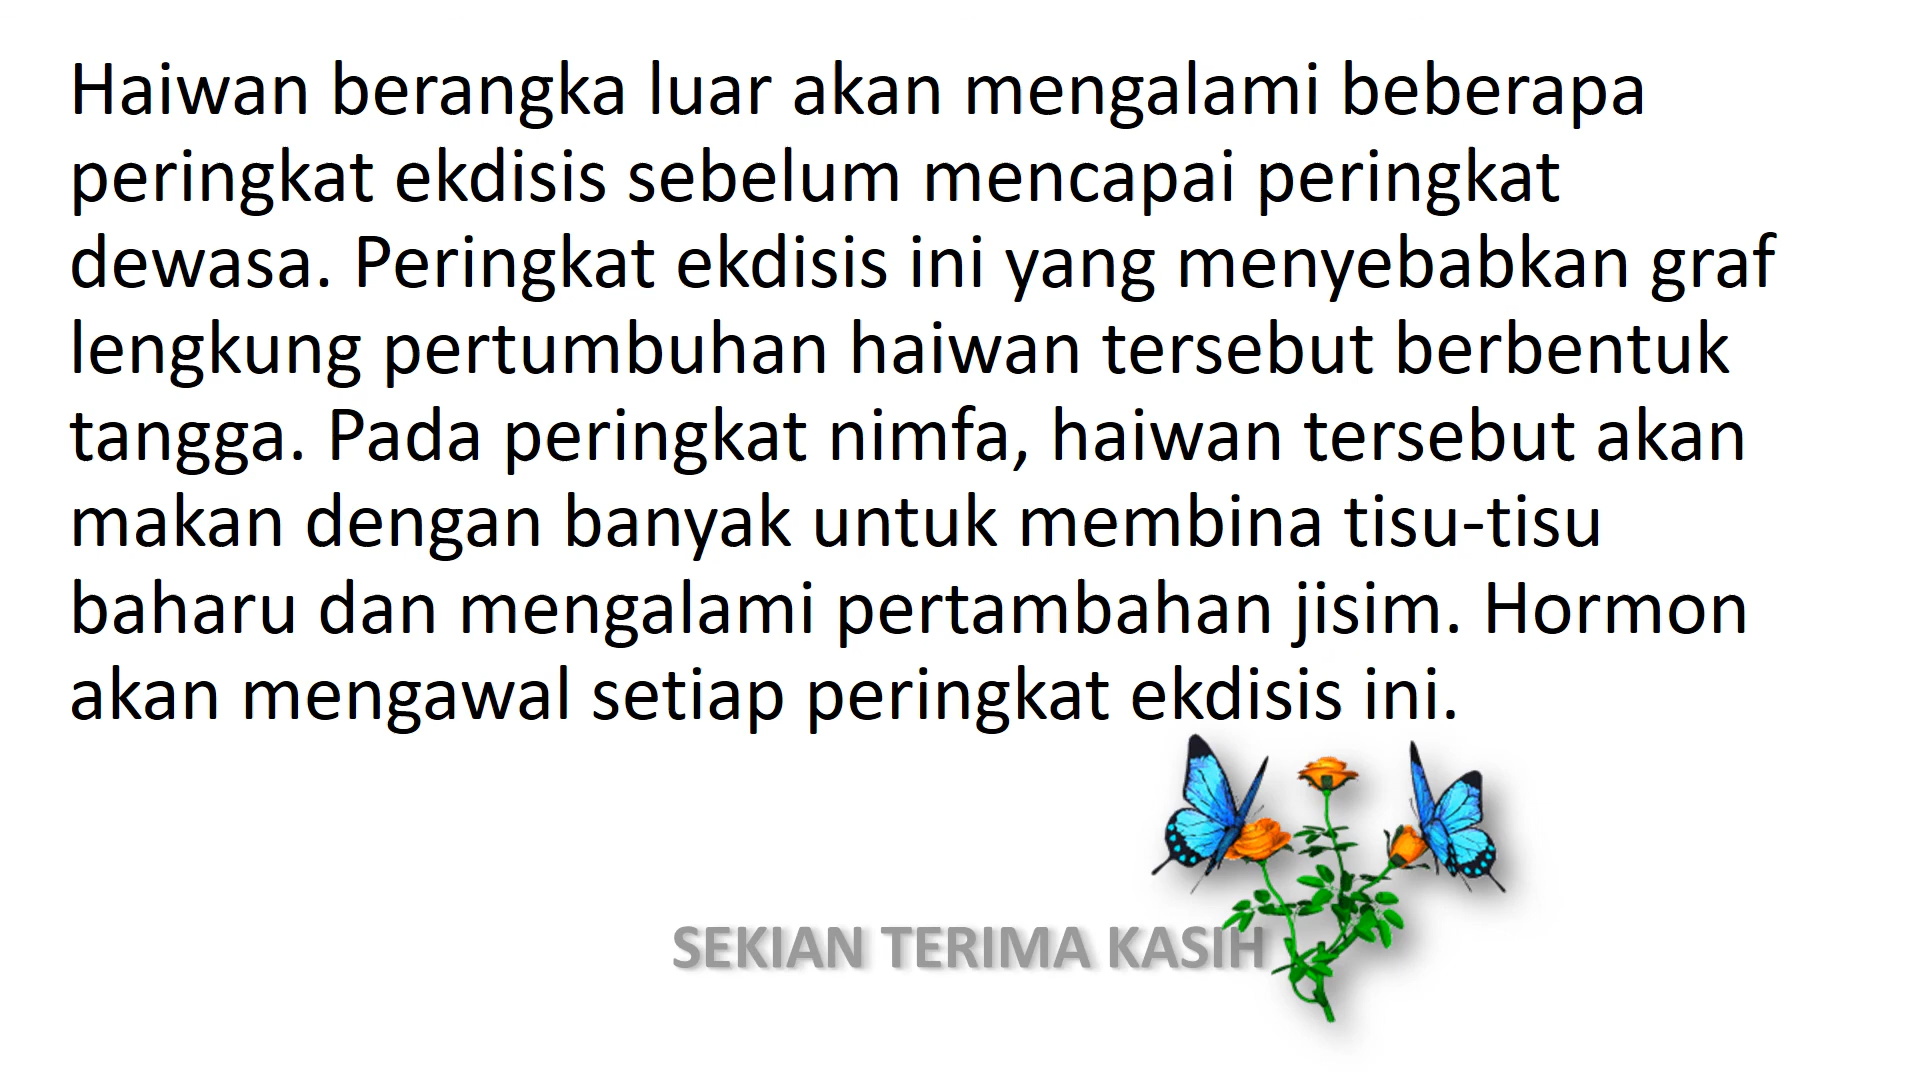 Haiwan berangka luar akan mengalami beberapa
peringkat ekdisis sebelum mencapai peringkat
dewasa. Peringkat ekdisis ini yang menyebabkan graf
lengkung pertumbuhan haiwan tersebut berbentuk
tangga. Pada peringkat nimfa, haiwan tersebut akan
makan dengan banyak untuk membina tisu-tisu
baharu dan mengalami pertambahan jisim. Hormon
akan mengawal setiap peringkat ekdisis ini.
SEKIAN TERIMA KASIH